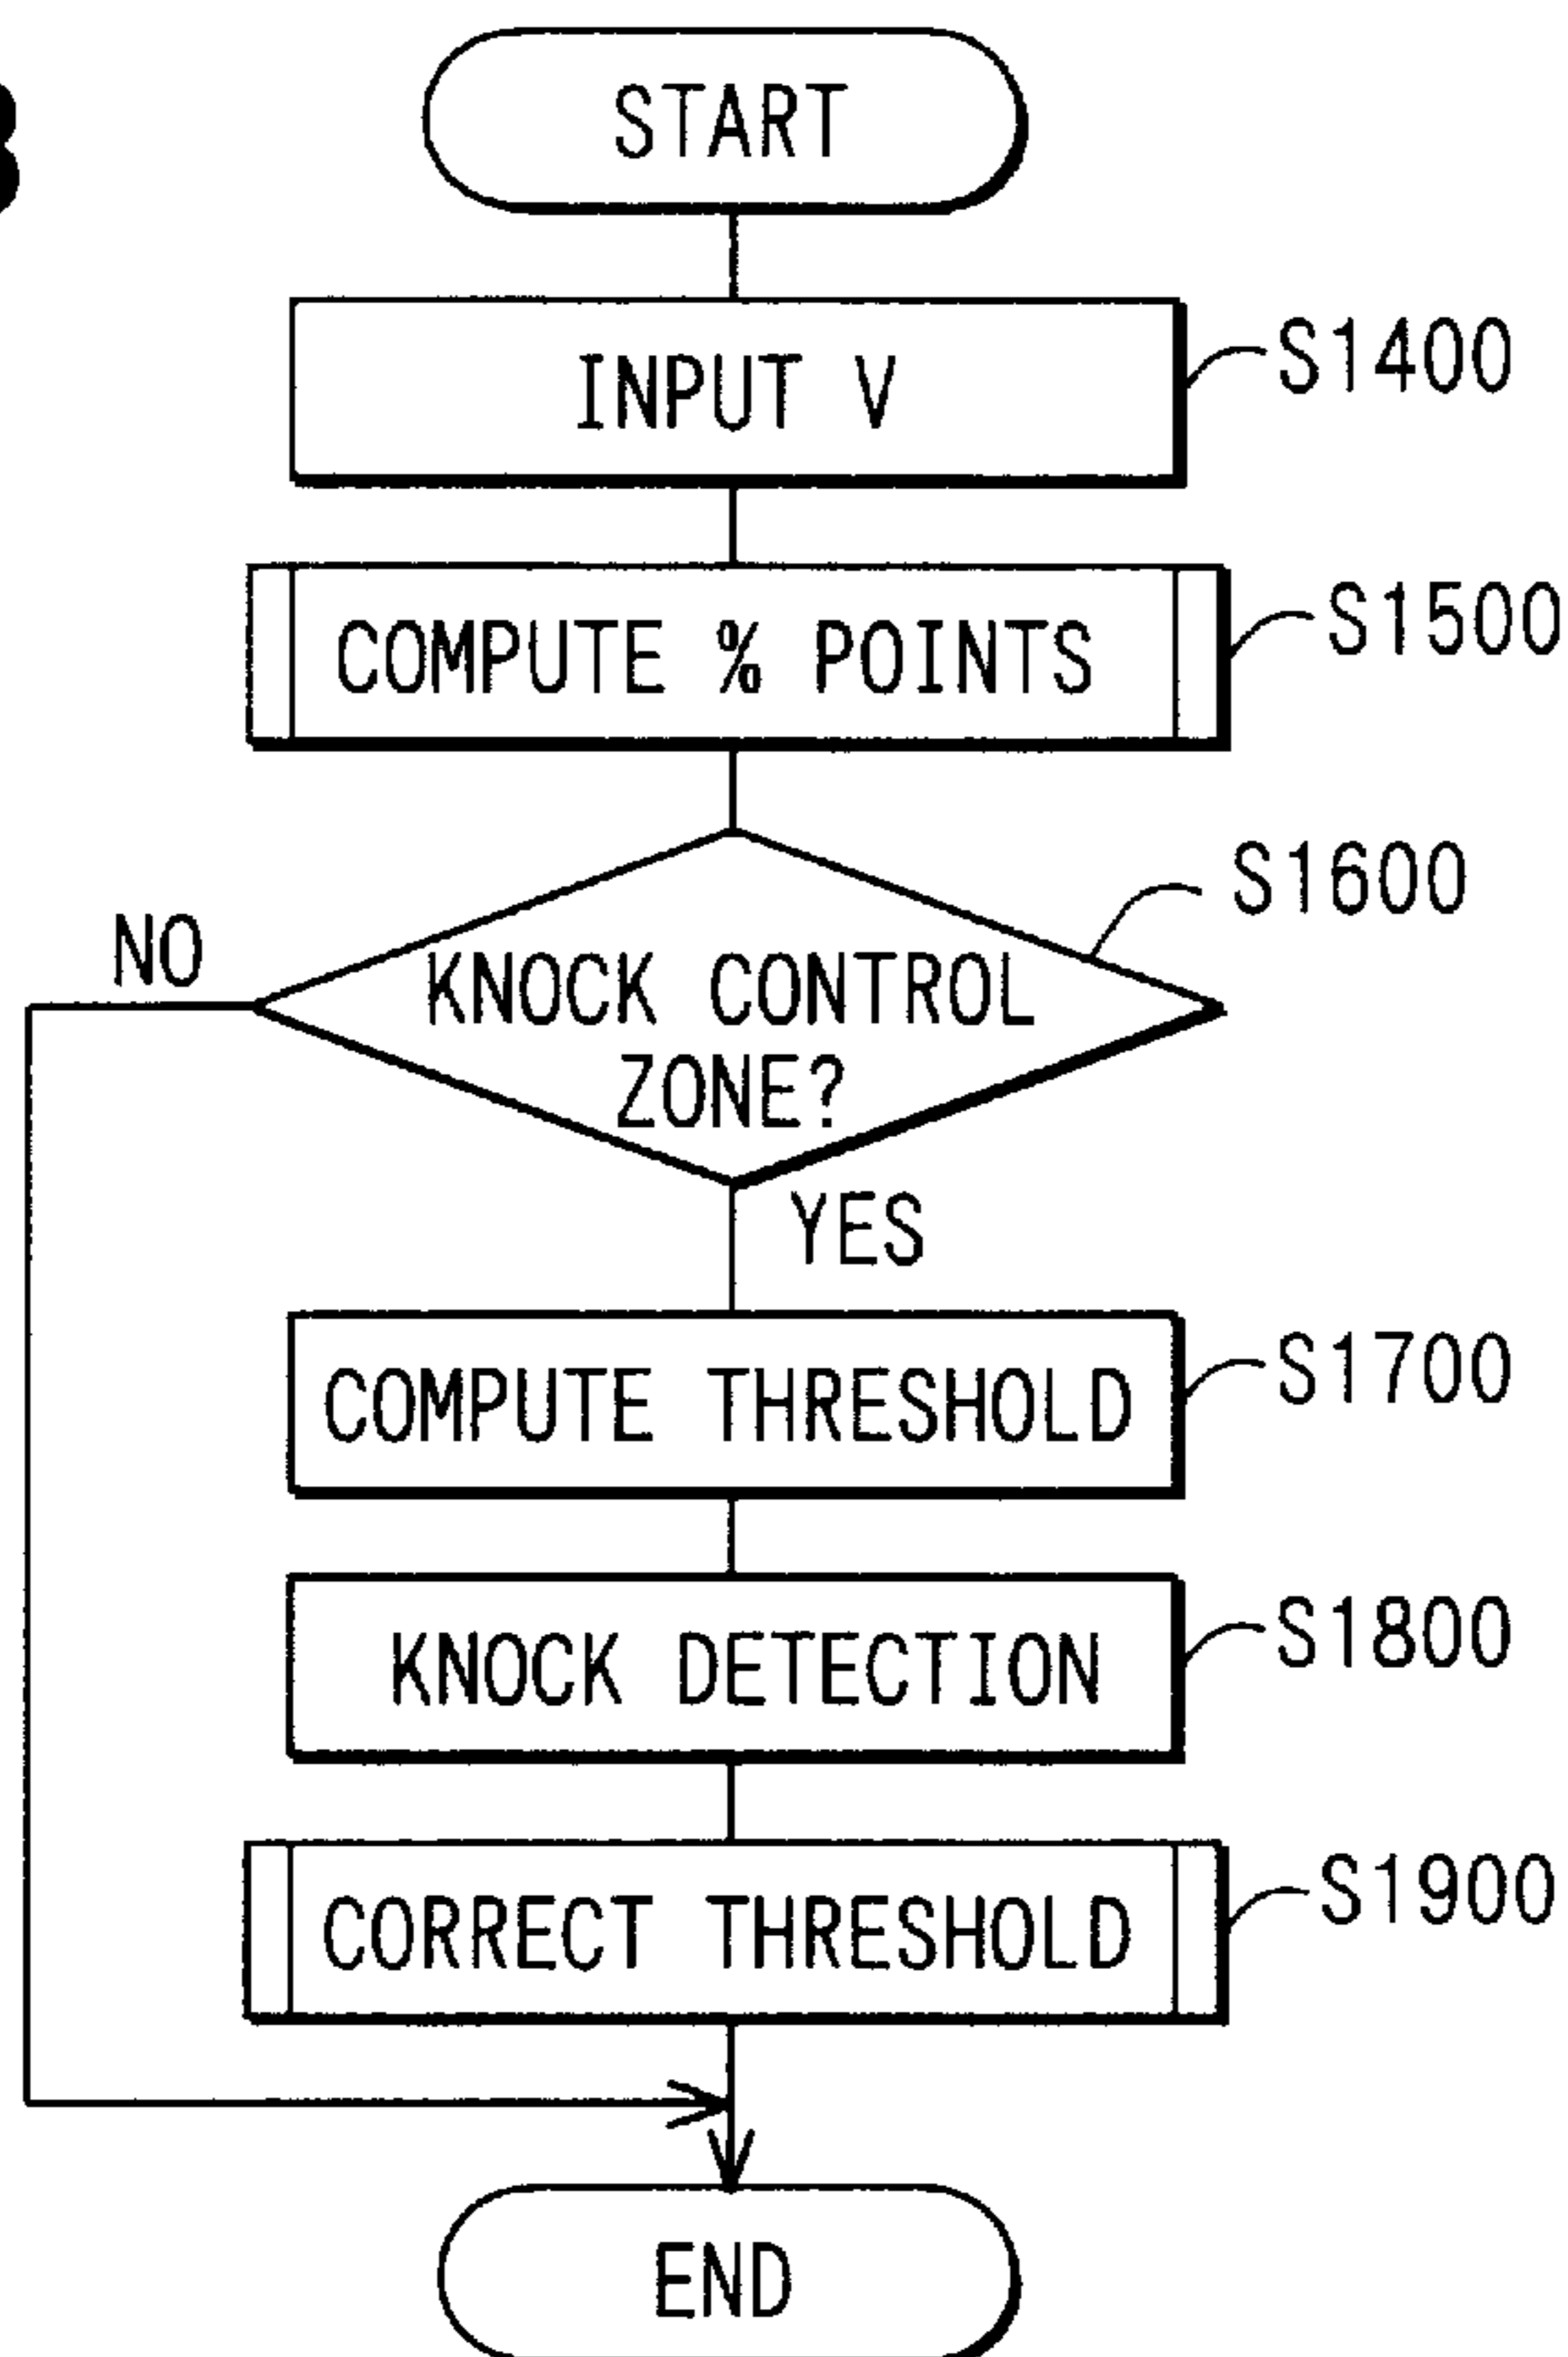 START
INPUT V
S1400
COMPUTE % POINTS
S1500
S1600
NO
KNOCK CONTROL
ZONE?
YES
COMPUTE THRESHOLD
S1700
KNOCK DETECTION
S1800
CORRECT THRESHOLD
S1900
END